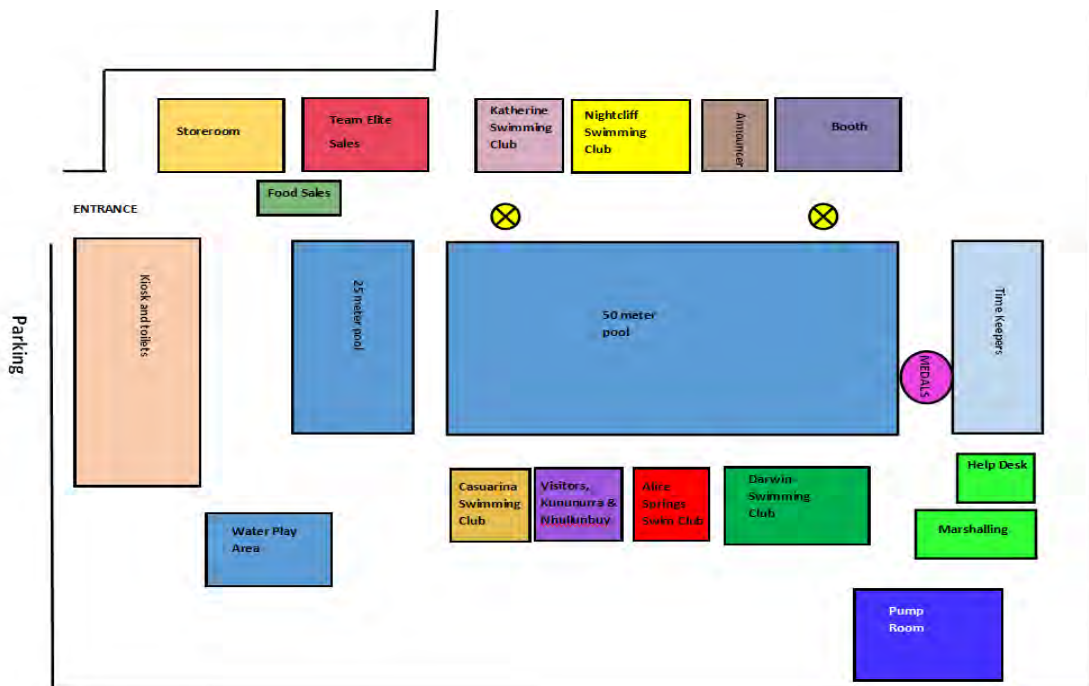 Storeroom
Team Elite
Sales
Katherine
Swimming
Club
Nightcliff
Swimming
Club
Announcer
Booth
Food Sales
ENTRANCE
Parking
Kiosk and toilets
25 meter pool
50 meter
pool
MEDALS
Time Keepers
Casuarina
Swimming
Club
Visitors,
Kununurra &
Nhullunbuy
Alice
Springs
Swim Club
Darwin
Swimming
Club
Help Desk
Marshalling
Water Play
Area
Pump
Room